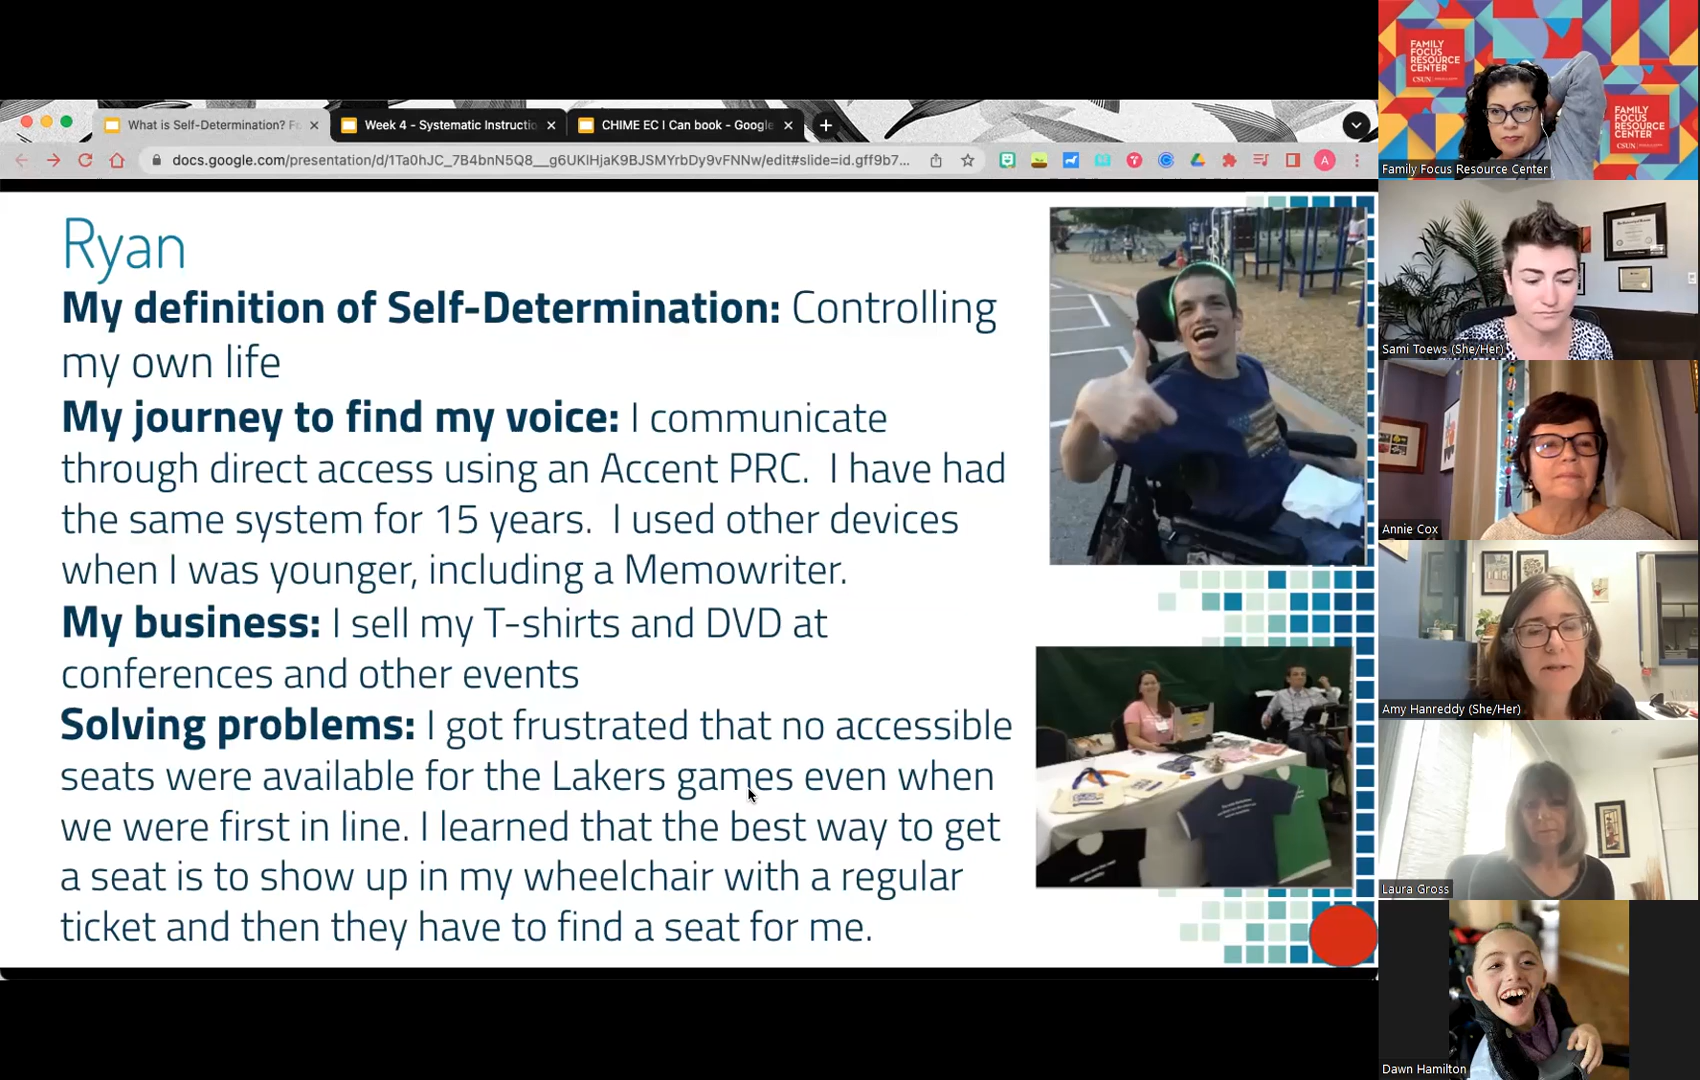 What is Self-Determination? Fo
Week 4 - Systematic Instructio
CHIME EC I Can book - Google
docs.google.com/presentation/d/1Ta0hJC_7B4bnN5Q8__g6UKlHjaK9BJSMYrbDy9vFNNw/edit#slide=id.gff9b7...
A
Ryan
My definition of Self-Determination: Controlling
my own life
My journey to find my voice: I communicate
through direct access using an Accent PRC.  I have had
the same system for 15 years.  I used other devices
when I was younger, including a Memowriter.
My business: I sell my T-shirts and DVD at
conferences and other events
Solving problems: I got frustrated that no accessible
seats were available for the Lakers games even when
we were first in line. I learned that the best way to get
a seat is to show up in my wheelchair with a regular
ticket and then they have to find a seat for me.
FAMILY
FOCUS
RESOURCE
CENTER
CSUN
FAMILY
FOCUS
RESOURCE
CENTER
CSUN
Family Focus Resource Center
Sami Toews (She/Her)
Annie Cox
Amy Hanreddy (She/Her)
Laura Gross
Dawn Hamilton